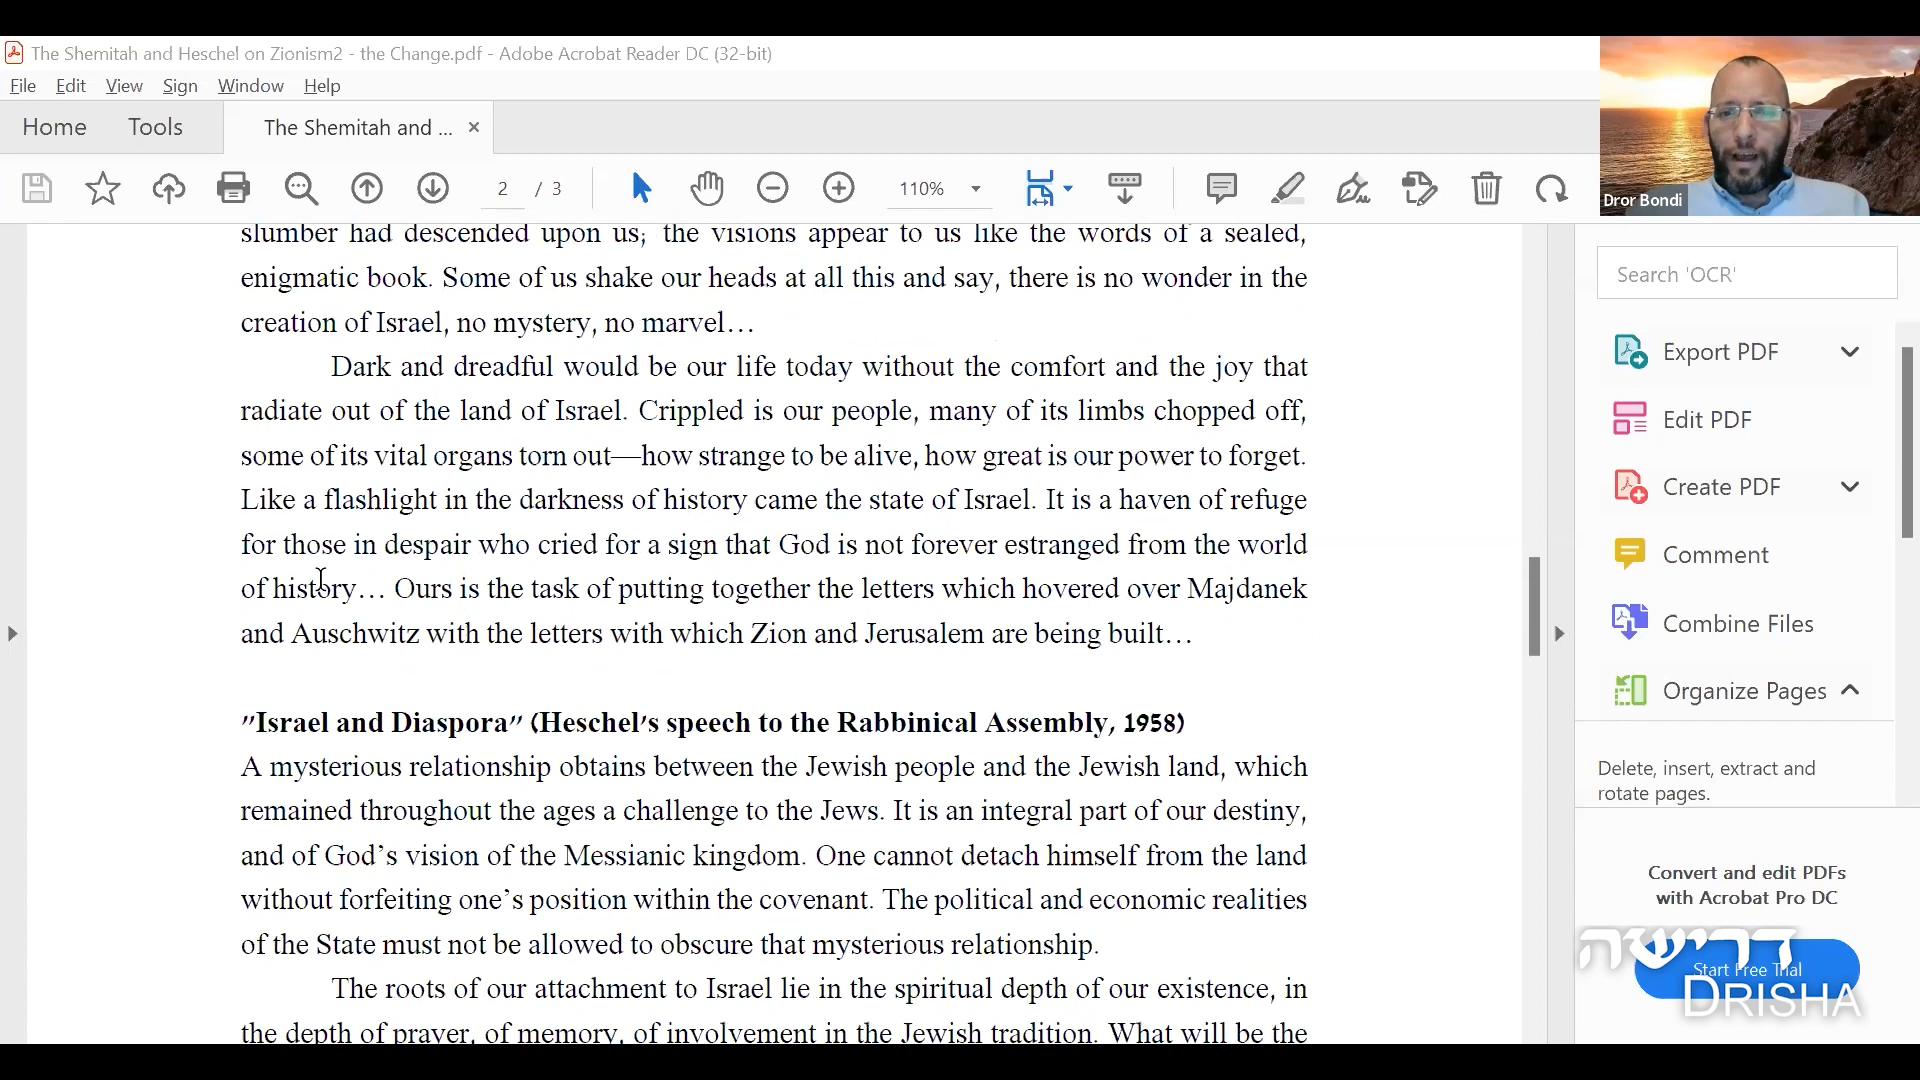 The Shemitah and Heschel on Zionism2 - the Change.pdf - Adobe Acrobat Reader DC (32-bit)
File Edit View Sign Window Help
Home Tools The Shemitah and ... ×
2 / 3 110%
Dror Bondi
slumber had descended upon us; the visions appear to us like the words of a sealed,
enigmatic book. Some of us shake our heads at all this and say, there is no wonder in the
creation of Israel, no mystery, no marvel…
Dark and dreadful would be our life today without the comfort and the joy that
radiate out of the land of Israel. Crippled is our people, many of its limbs chopped off,
some of its vital organs torn out—how strange to be alive, how great is our power to forget.
Like a flashlight in the darkness of history came the state of Israel. It is a haven of refuge
for those in despair who cried for a sign that God is not forever estranged from the world
of history… Ours is the task of putting together the letters which hovered over Majdanek
and Auschwitz with the letters with which Zion and Jerusalem are being built…
"Israel and Diaspora" (Heschel's speech to the Rabbinical Assembly, 1958)
A mysterious relationship obtains between the Jewish people and the Jewish land, which
remained throughout the ages a challenge to the Jews. It is an integral part of our destiny,
and of God’s vision of the Messianic kingdom. One cannot detach himself from the land
without forfeiting one’s position within the covenant. The political and economic realities
of the State must not be allowed to obscure that mysterious relationship.
The roots of our attachment to Israel lie in the spiritual depth of our existence, in
the depth of prayer, of memory, of involvement in the Jewish tradition. What will be the
Search 'OCR'
Export PDF
Edit PDF
Create PDF
Comment
Combine Files
Organize Pages
Delete, insert, extract and
rotate pages.
Convert and edit PDFs
with Acrobat Pro DC
Start Free Trial
דרישה
DRISHA